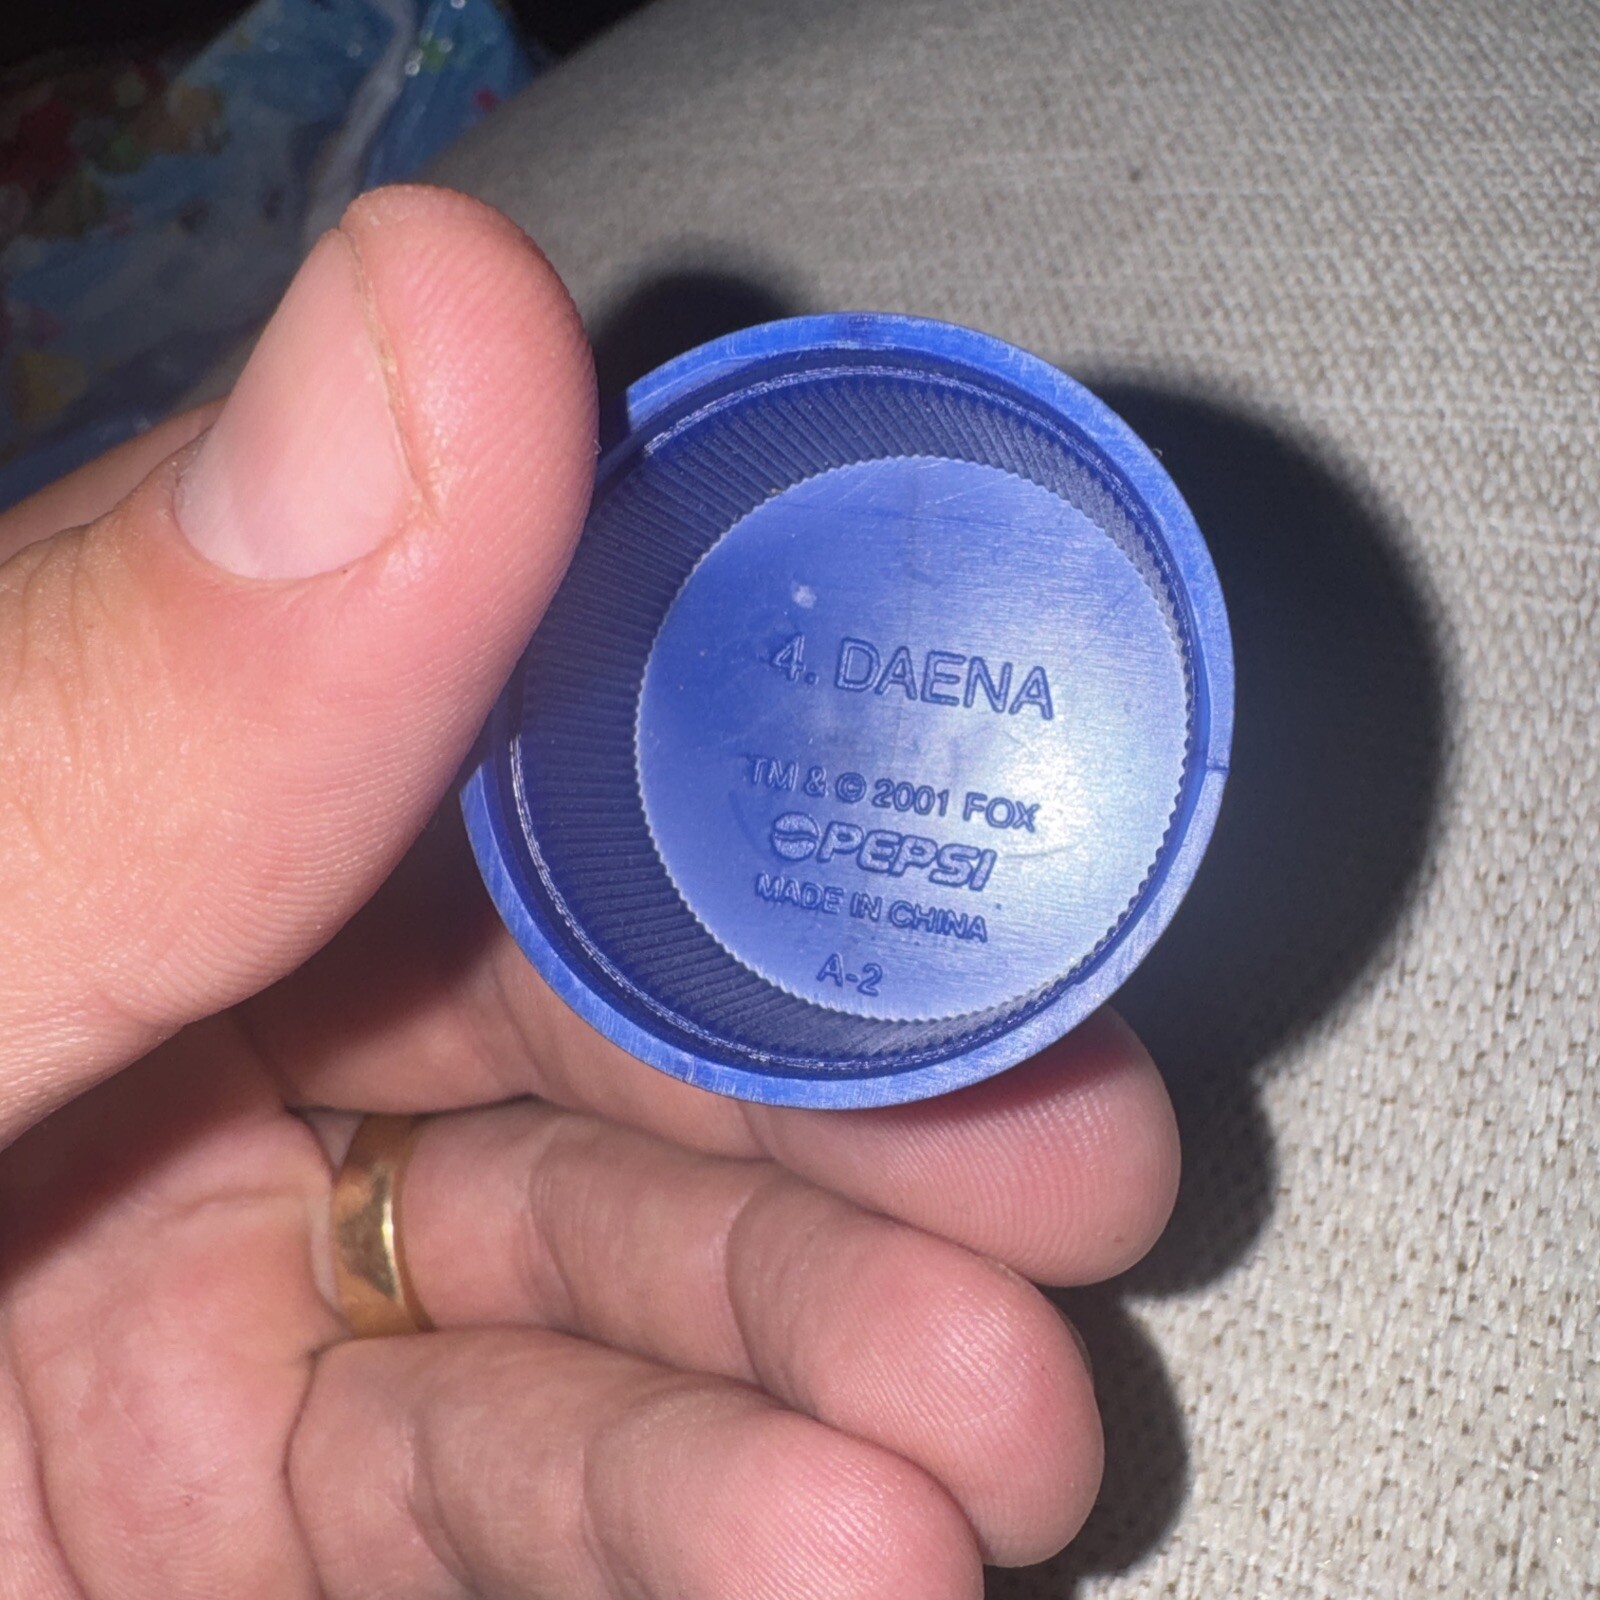 4. DAENA
TM & © 2001 FOX
PEPSI
MADE IN CHINA
A-2